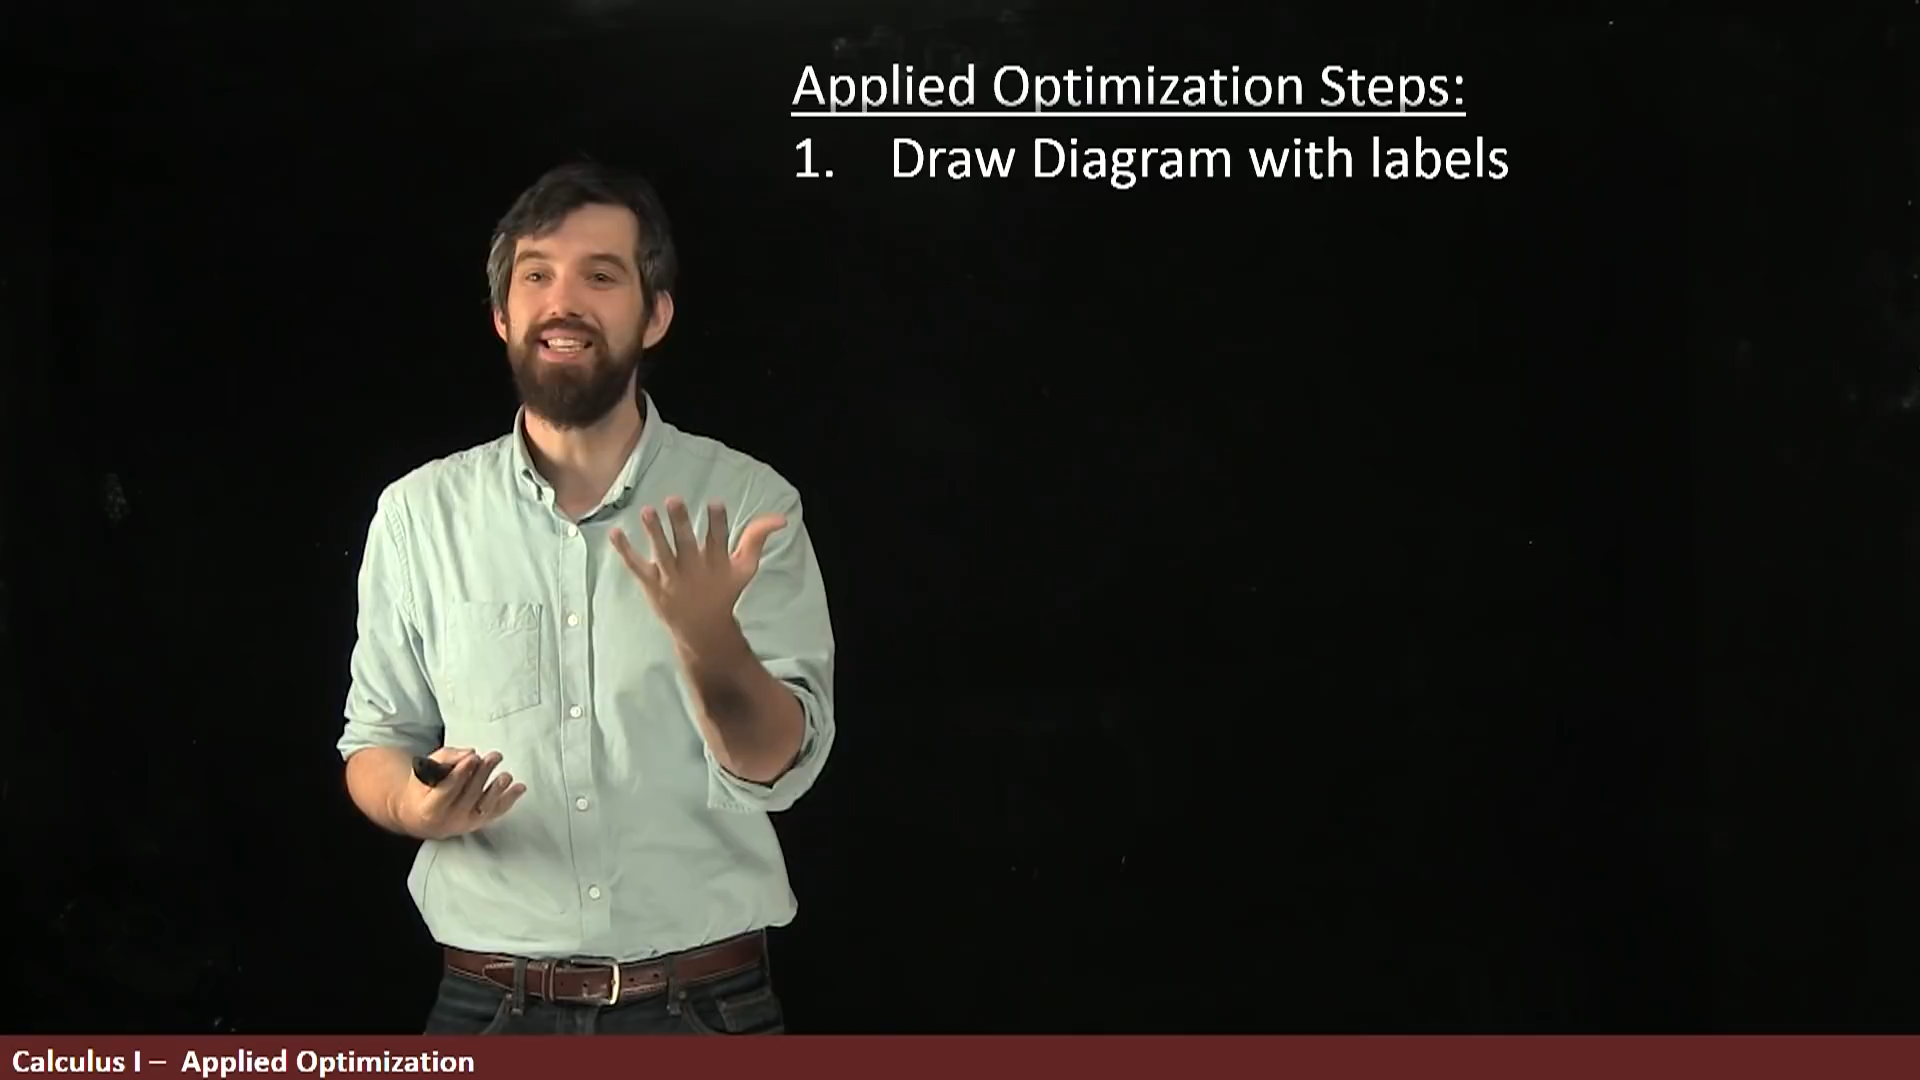 Applied Optimization Steps:
1. Draw Diagram with labels
Calculus I – Applied Optimization